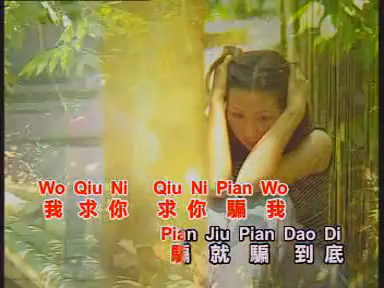 Wo Qiu Ni Qiu Ni Pian Wo
我 求 你 求 你 騙 我
Pian Jiu Pian Dao Di
騙 就 騙 到 底